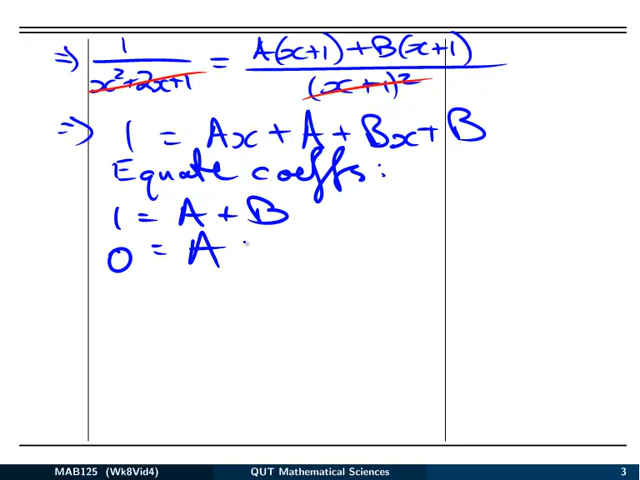 ⇒ 1/(x²+2x+1) = (A(x+1) + B(x+1))/(x+1)²
⇒ 1 = Ax + A + Bx + B
Equate coeffs:
1 = A + B
0 = A
MAB125 (Wk8Vid4) QUT Mathematical Sciences 3